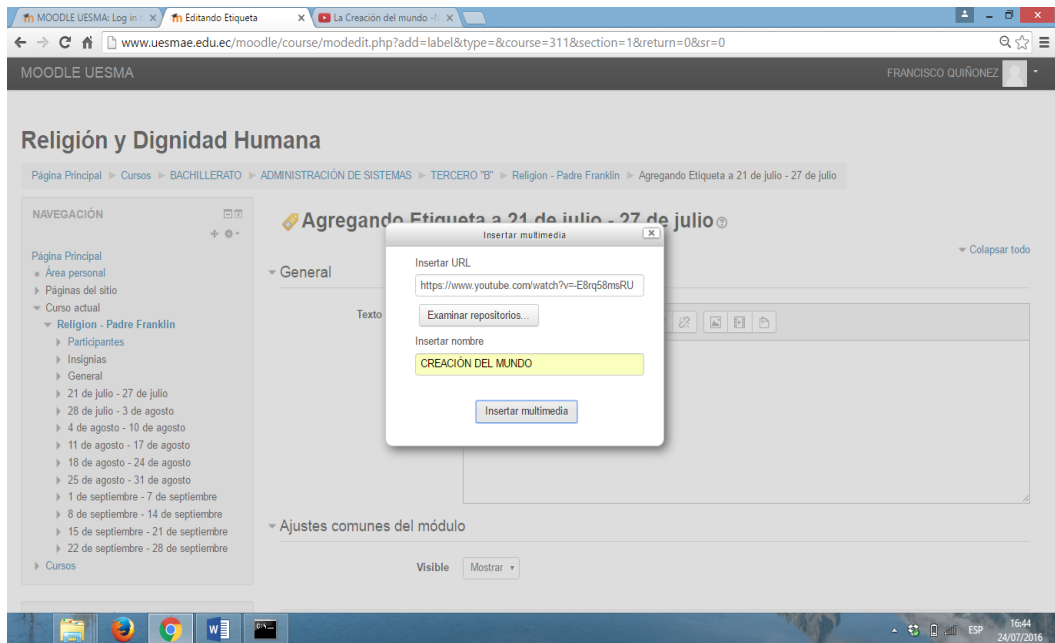 MOODLE UESMA: Log in t
Editando Etiqueta
La Creación del mundo -N
www.uesmae.edu.ec/moodle/course/modedit.php?add=label&type=&course=311&section=1&return=0&sr=0
MOODLE UESMA
FRANCISCO QUIÑONEZ
Religión y Dignidad Humana
Página Principal Cursos BACHILLERATO ADMINISTRACIÓN DE SISTEMAS TERCERO "B" Religion - Padre Franklin Agregando Etiqueta a 21 de julio - 27 de julio
NAVEGACIÓN
Página Principal
Área personal
Páginas del sitio
Curso actual
Religion - Padre Franklin
Participantes
Insignias
General
21 de julio - 27 de julio
28 de julio - 3 de agosto
4 de agosto - 10 de agosto
11 de agosto - 17 de agosto
18 de agosto - 24 de agosto
25 de agosto - 31 de agosto
1 de septiembre - 7 de septiembre
8 de septiembre - 14 de septiembre
15 de septiembre - 21 de septiembre
22 de septiembre - 28 de septiembre
Cursos
Agregando Etiqueta a 21 de julio - 27 de julio
Colapsar todo
General
Texto
Insertar multimedia
Insertar URL
https://www.youtube.com/watch?v=-E8rq58msRU
Examinar repositorios...
Insertar nombre
CREACIÓN DEL MUNDO
Insertar multimedia
Ajustes comunes del módulo
Visible
Mostrar
ESP
16:44
24/07/2016